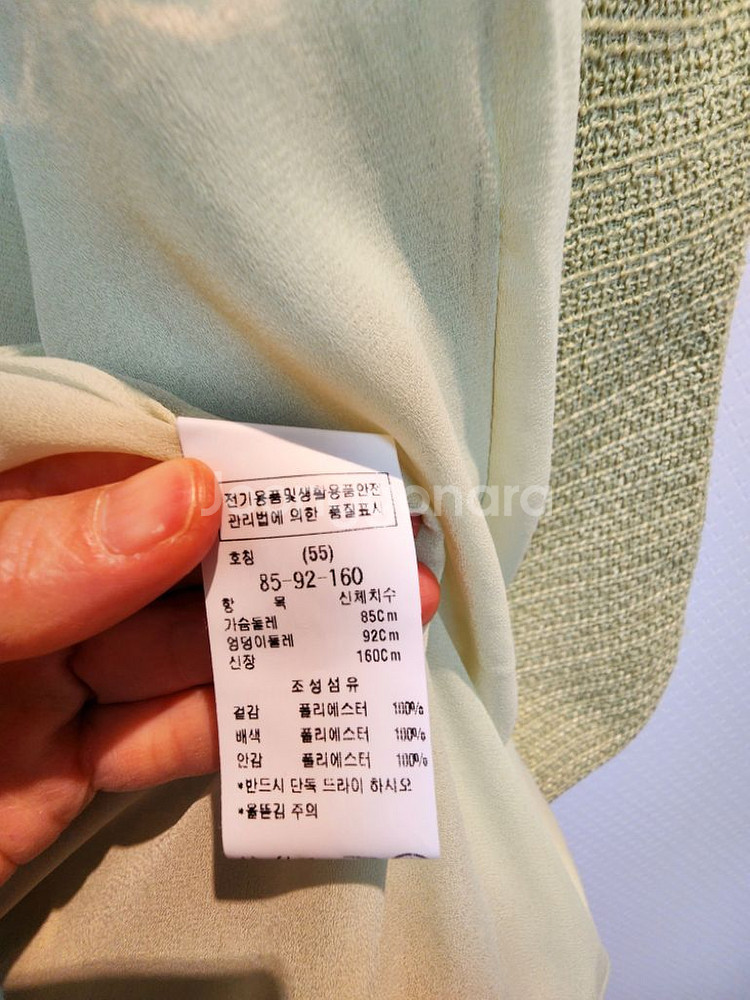 전기용품및생활용품안전
관리법에 의한 품질표시
호칭 (55)
85-92-160
항 목 신체치수
가슴둘레 85Cm
엉덩이둘레 92Cm
신장 160Cm
조성섬유
겉감 폴리에스터 100%
배색 폴리에스터 100%
안감 폴리에스터 100%
*반드시 단독 드라이 하시오
*올뜯김 주의